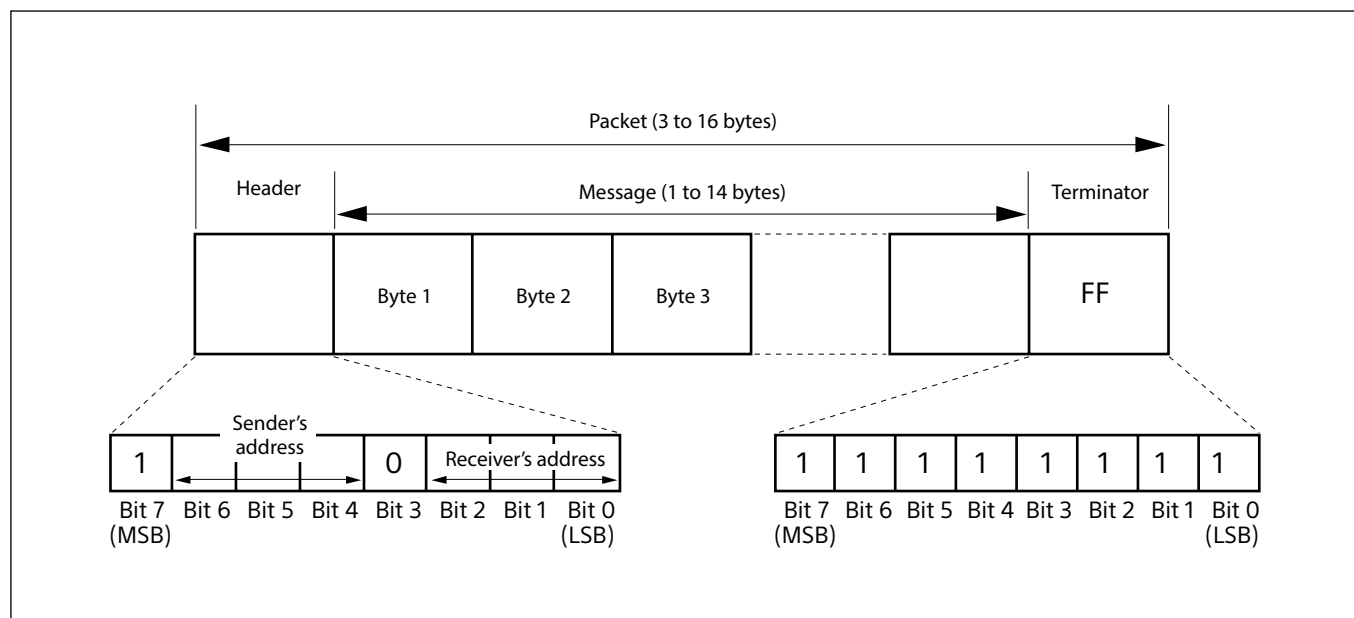 Packet (3 to 16 bytes)
Header
Message (1 to 14 bytes)
Terminator
Byte 1
Byte 2
Byte 3
FF
Sender's
address
1
0
Receiver's address
Bit 7 Bit 6 Bit 5 Bit 4 Bit 3 Bit 2 Bit 1 Bit 0
(MSB) (LSB)
1 1 1 1 1 1 1 1
Bit 7 Bit 6 Bit 5 Bit 4 Bit 3 Bit 2 Bit 1 Bit 0
(MSB) (LSB)